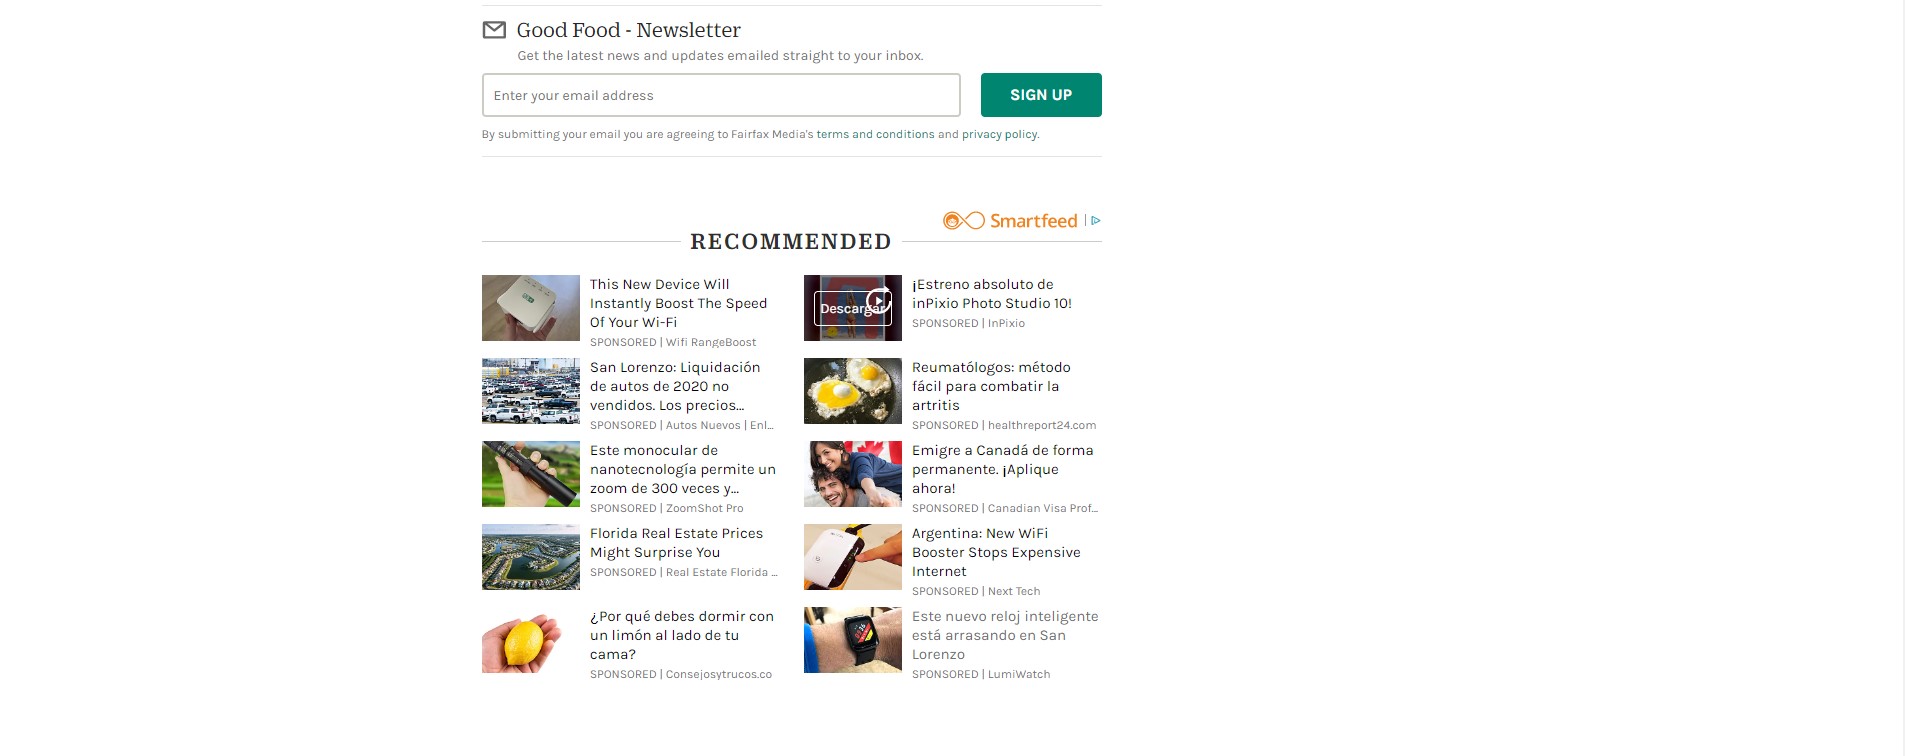 Good Food - Newsletter
Get the latest news and updates emailed straight to your inbox.
Enter your email address
SIGN UP
By submitting your email you are agreeing to Fairfax Media's terms and conditions and privacy policy.
Smartfeed
RECOMMENDED
This New Device Will
Instantly Boost The Speed
Of Your Wi-Fi
SPONSORED | Wifi RangeBoost
Descargar
¡Estreno absoluto de
inPixio Photo Studio 10!
SPONSORED | InPixio
San Lorenzo: Liquidación
de autos de 2020 no
vendidos. Los precios...
SPONSORED | Autos Nuevos | Enl...
Reumatólogos: método
fácil para combatir la
artritis
SPONSORED | healthreport24.com
Este monocular de
nanotecnología permite un
zoom de 300 veces y...
SPONSORED | ZoomShot Pro
Emigre a Canadá de forma
permanente. ¡Aplique
ahora!
SPONSORED | Canadian Visa Prof...
Florida Real Estate Prices
Might Surprise You
SPONSORED | Real Estate Florida ...
Argentina: New WiFi
Booster Stops Expensive
Internet
SPONSORED | Next Tech
¿Por qué debes dormir con
un limón al lado de tu
cama?
SPONSORED | Consejosytrucos.co
Este nuevo reloj inteligente
está arrasando en San
Lorenzo
SPONSORED | LumiWatch